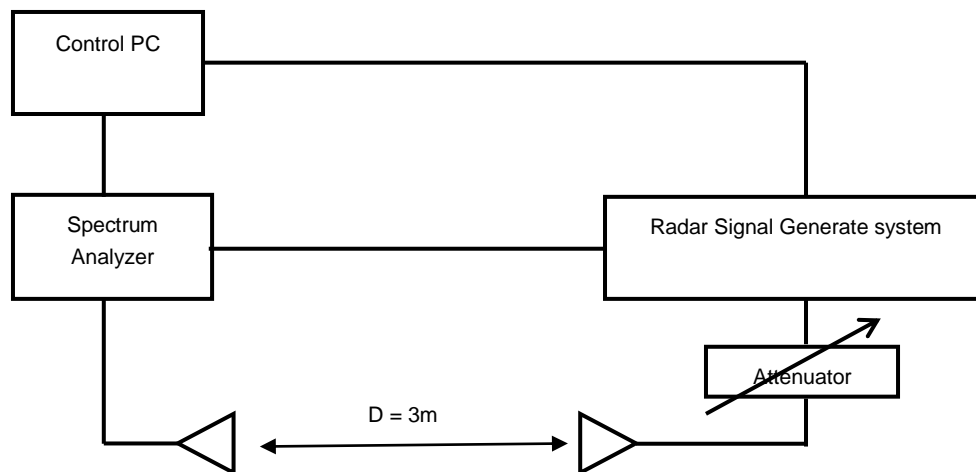 Control PC
Spectrum
Analyzer
Radar Signal Generate system
Attenuator
D = 3m